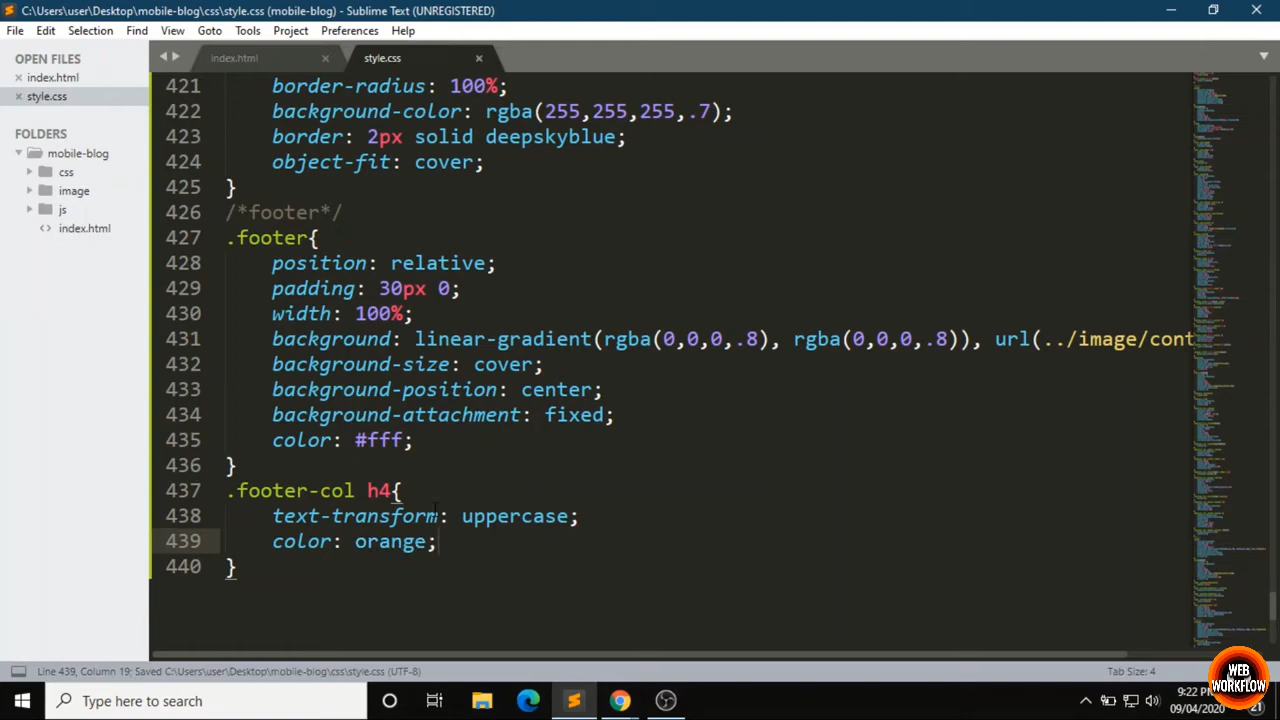 C:\Users\user\Desktop\mobile-blog\css\style.css (mobile-blog) - Sublime Text (UNREGISTERED)
File Edit Selection Find View Goto Tools Project Preferences Help
OPEN FILES
index.html
style.css
FOLDERS
mobile-blog
css
image
js
index.html
index.html
style.css
421 border-radius: 100%;
422 background-color: rgba(255,255,255,.7);
423 border: 2px solid deepskyblue;
424 object-fit: cover;
425 }
426 /*footer*/
427 .footer{
428 position: relative;
429 padding: 30px 0;
430 width: 100%;
431 background: linear-gradient(rgba(0,0,0,.8), rgba(0,0,0,.8)), url(../image/cont
432 background-size: cover;
433 background-position: center;
434 background-attachment: fixed;
435 color: #fff;
436 }
437 .footer-col h4{
438 text-transform: uppercase;
439 color: orange;
440 }
Line 439, Column 19; Saved C:\Users\user\Desktop\mobile-blog\css\style.css (UTF-8)
Tab Size: 4
Type here to search
9:22 PM
09/04/2020
21
WEB
WORKFLOW